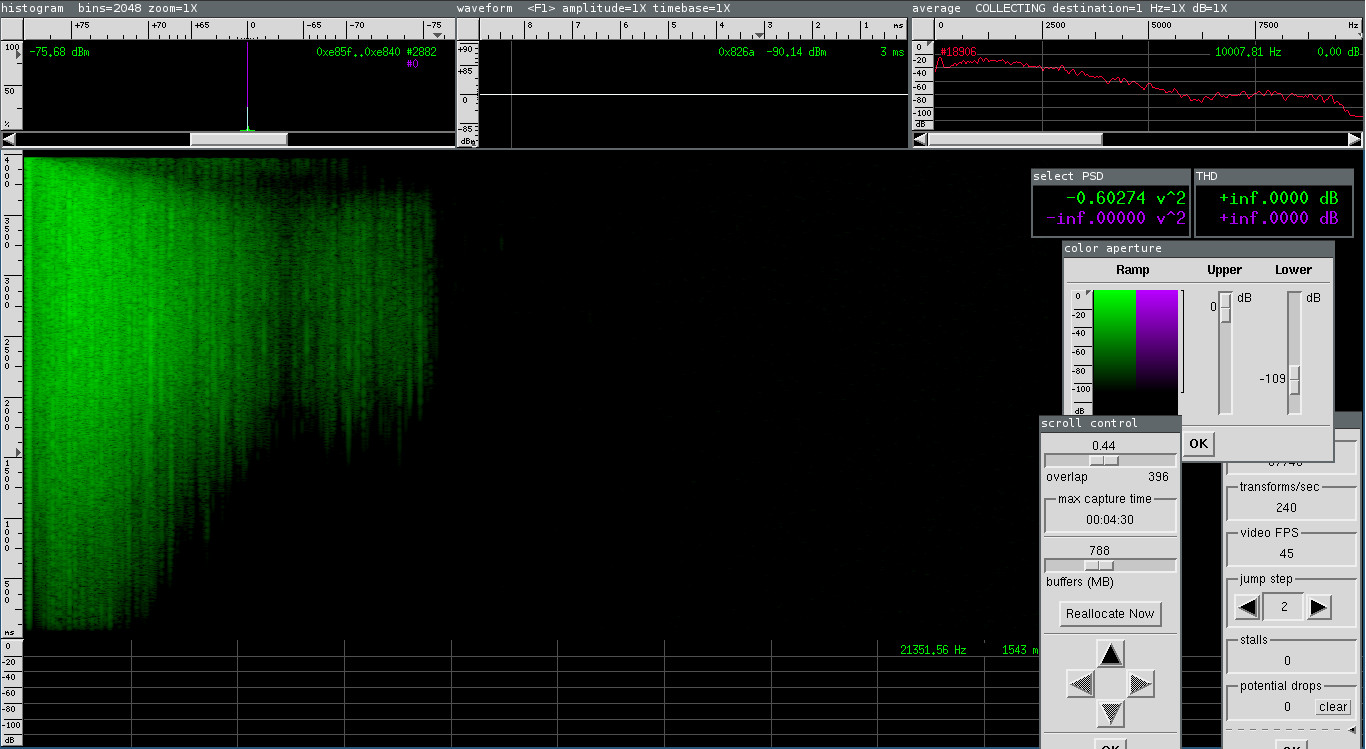 histogram bins=2048 zoom=1X
waveform <F1> amplitude=1X timebase=1X
average COLLECTING destination=1 Hz=1X dB=1X
+75 +70 +65 0 -65 -70 -75
8 7 6 5 4 3 2 1 ms
0 2500 5000 7500 Hz
100
50
%
-75.68 dBm
0xe85f..0xe840 #2882
#0
+90
+85
0
-85
dBm
0x826a -90.14 dBm 3 ms
0
-20
-40
-60
-80
-100
dB
#18906
10007.81 Hz 0.00 dB
4000
3500
3000
2500
2000
1500
1000
500
ms
select PSD
-0.60274 v^2
-inf.00000 v^2
THD
+inf.0000 dB
+inf.0000 dB
color aperture
Ramp Upper Lower
0
-20
-40
-60
-80
-100
dB
0 dB
-109 dB
OK
scroll control
0.44
overlap 396
max capture time
00:04:30
788
buffers (MB)
Reallocate Now
transforms/sec
240
video FPS
45
jump step
2
stalls
0
potential drops
0 clear
0
-20
-40
-60
-80
-100
dB
21351.56 Hz 1543 m